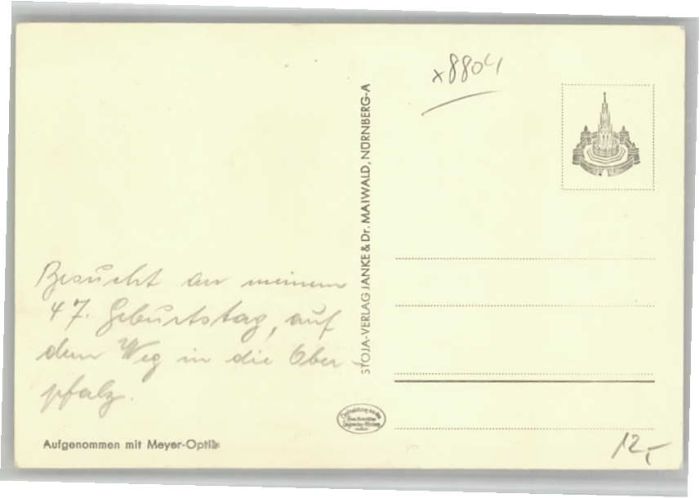 x8804
STOJA-VERLAG JANKE & Dr. MAIWALD, NÜRNBERG-A
Besucht an meinem
47. Geburtstag, auf
dem Weg in die Ober-
pfalz.
Aufgenommen mit Meyer-Optik
12,-